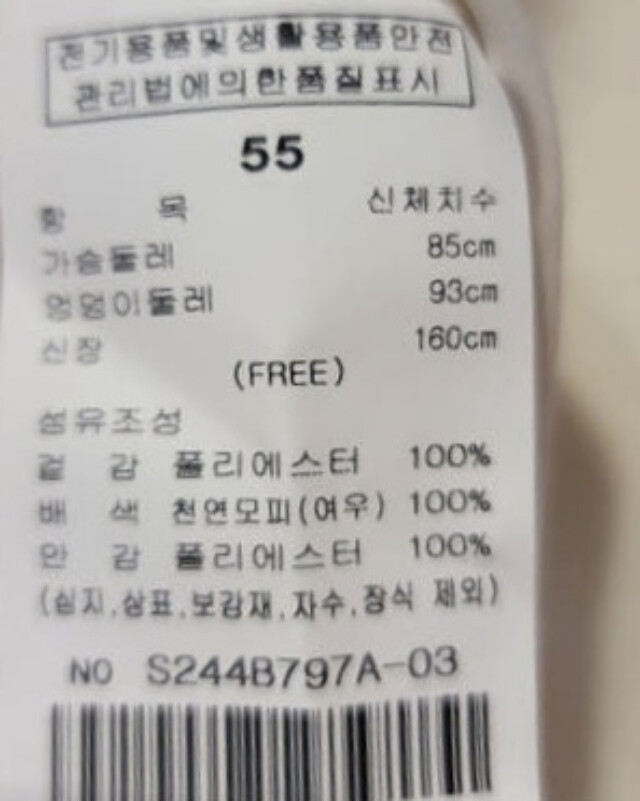 전기용품및생활용품안전
관리법에의한품질표시
55
항 목 신체치수
가슴둘레 85cm
엉덩이둘레 93cm
신장 160cm
(FREE)
섬유조성
겉 감 폴리에스터 100%
배 색 천연모피(여우) 100%
안 감 폴리에스터 100%
(심지,상표,보강재,자수,장식 제외)
NO S244B797A-03